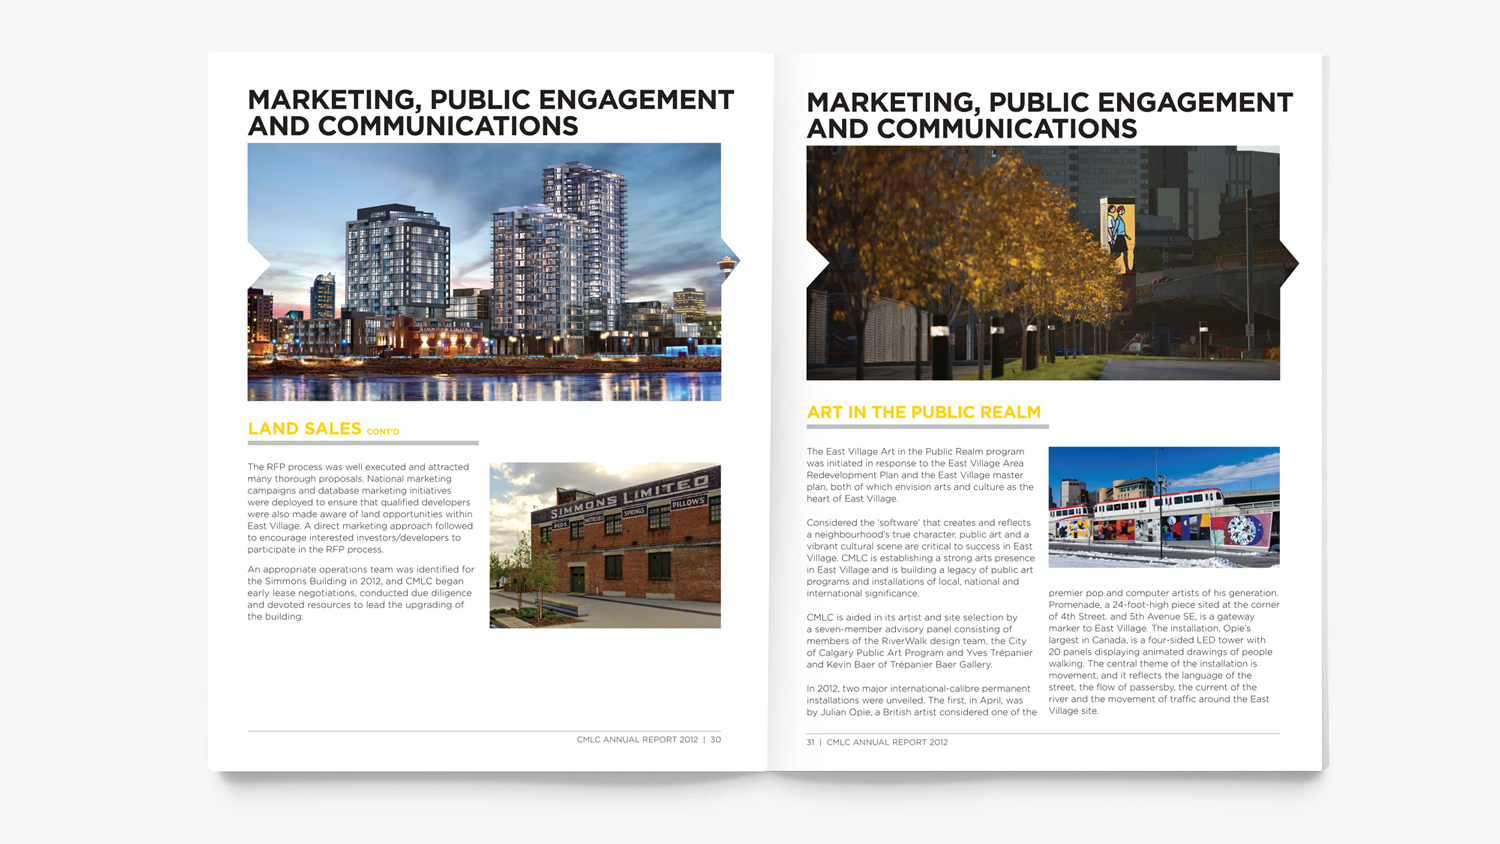 MARKETING, PUBLIC ENGAGEMENT
AND COMMUNICATIONS
SIMMONS LIMITED
BEDS
SPRINGS
PILLOWS
LAND SALES CONT'D
The RFP process was well executed and attracted
many thorough proposals. National marketing
campaigns and database marketing initiatives
were deployed to ensure that qualified developers
were also made aware of land opportunities within
East Village. A direct marketing approach followed
to encourage interested investors/developers to
participate in the RFP process.
An appropriate operations team was identified for
the Simmons Building in 2012, and CMLC began
early lease negotiations, conducted due diligence
and devoted resources to lead the upgrading of
the building.
CMLC ANNUAL REPORT 2012 | 30
MARKETING, PUBLIC ENGAGEMENT
AND COMMUNICATIONS
ART IN THE PUBLIC REALM
The East Village Art in the Public Realm program
was initiated in response to the East Village Area
Redevelopment Plan and the East Village master
plan, both of which envision arts and culture as the
heart of East Village.
Considered the ‘software’ that creates and reflects
a neighbourhood’s true character, public art and a
vibrant cultural scene are critical to success in East
Village. CMLC is establishing a strong arts presence
in East Village and is building a legacy of public art
programs and installations of local, national and
international significance.
CMLC is aided in its artist and site selection by
a seven-member advisory panel consisting of
members of the RiverWalk design team, the City
of Calgary Public Art Program and Yves Trépanier
and Kevin Baer of Trépanier Baer Gallery.
In 2012, two major international-calibre permanent
installations were unveiled. The first, in April, was
by Julian Opie, a British artist considered one of the
premier pop and computer artists of his generation.
Promenade, a 24-foot-high piece sited at the corner
of 4th Street. and 5th Avenue SE, is a gateway
marker to East Village. The installation, Opie’s
largest in Canada, is a four-sided LED tower with
20 panels displaying animated drawings of people
walking. The central theme of the installation is
movement, and it reflects the language of the
street, the flow of passersby, the current of the
river and the movement of traffic around the East
Village site.
31 | CMLC ANNUAL REPORT 2012